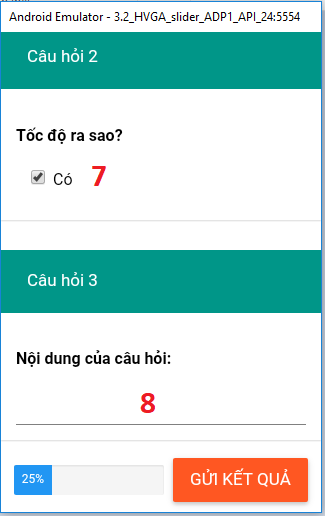 Android Emulator - 3.2_HVGA_slider_ADP1_API_24:5554
Câu hỏi 2
Tốc độ ra sao?
Có 7
Câu hỏi 3
Nội dung của câu hỏi:
8
25% GỬI KẾT QUẢ